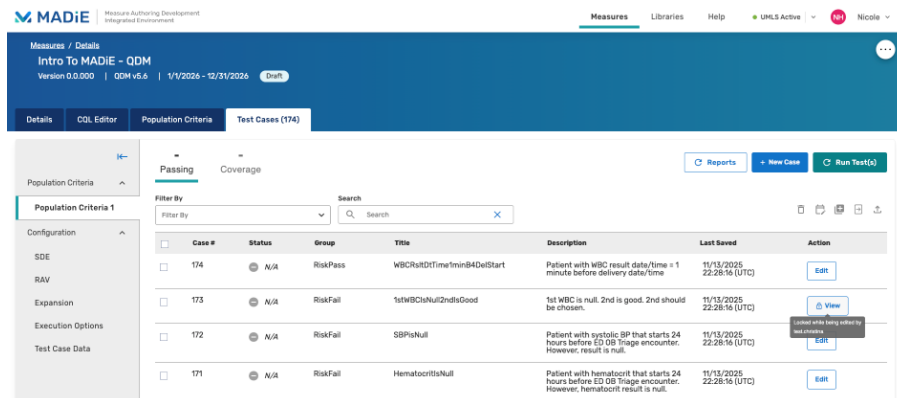 MADiE Measure Authoring Development
Integrated Environment
Measures Libraries Help UMLS Active NH Nicole
Measures / Details
Intro To MADiE - QDM
Version 0.0.000 | QDM v5.6 | 1/1/2026 - 12/31/2026 Draft
Details CQL Editor Population Criteria Test Cases (174)
- -
Passing Coverage
Reports + New Case Run Test(s)
Population Criteria
Population Criteria 1
Configuration
SDE
RAV
Expansion
Execution Options
Test Case Data
Filter By Search
Filter By Search
Case # Status Group Title Description Last Saved Action
174 N/A RiskPass WBCRsltDtTime1minB4DelStart Patient with WBC result date/time = 1 11/13/2025 Edit
minute before delivery date/time 22:28:16 (UTC)
173 N/A RiskFail 1stWBCIsNull2ndIsGood 1st WBC is null. 2nd is good. 2nd should 11/13/2025 View
be chosen. 22:28:16 (UTC)
Locked while being edited by
test.christina
172 N/A RiskFail SBPisNull Patient with systolic BP that starts 24 11/13/2025 Edit
hours before ED OB Triage encounter. 22:28:16 (UTC)
However, result is null.
171 N/A RiskFail HematocritIsNull Patient with hematocrit that starts 24 11/13/2025 Edit
hours before ED OB Triage encounter. 22:28:16 (UTC)
However, hematocrit result is null.